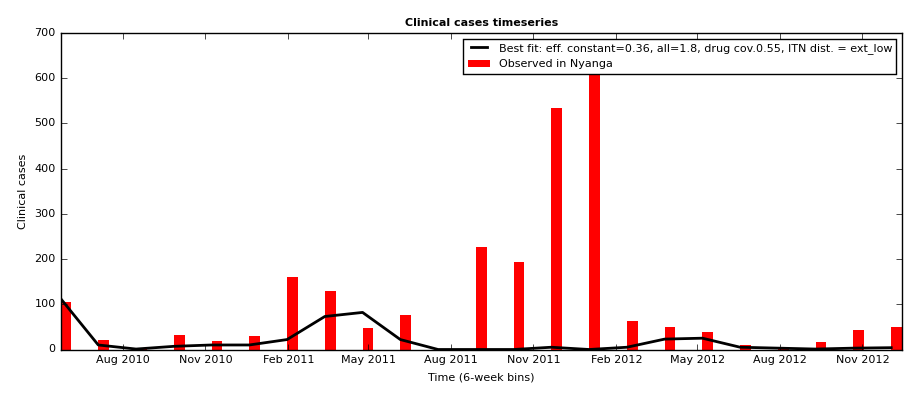 Clinical cases timeseries
Best fit: eff. constant=0.36, all=1.8, drug cov.0.55, ITN dist. = ext_low
Observed in Nyanga
700
600
500
400
300
200
100
0
Clinical cases
Aug 2010 Nov 2010 Feb 2011 May 2011 Aug 2011 Nov 2011 Feb 2012 May 2012 Aug 2012 Nov 2012
Time (6-week bins)